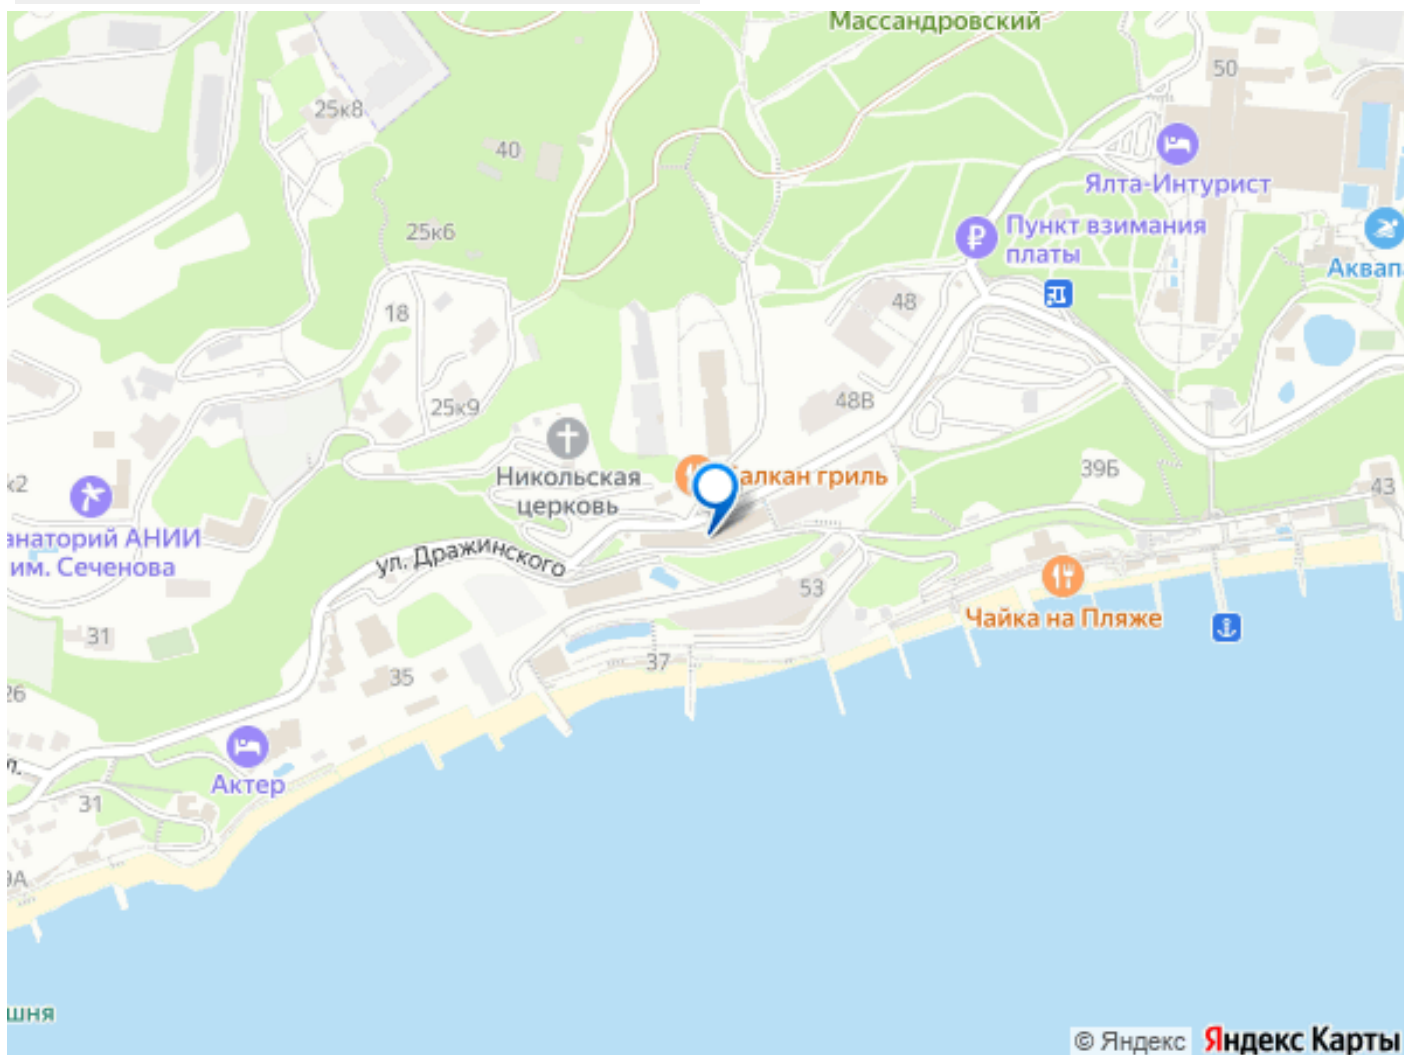 Массандровский
50
25к8
40
Ялта-Интурист
25к6
Пункт взимания
платы
Аквап
18
48
25к9
48В
Никольская
церковь
алкан гриль
39Б
к2
43
анаторий АНИИ
им. Сеченова
ул. Дражинского
53
Чайка на Пляже
31
37
35
26
Актер
л.
31
9А
шня
© Яндекс Яндекс Карты